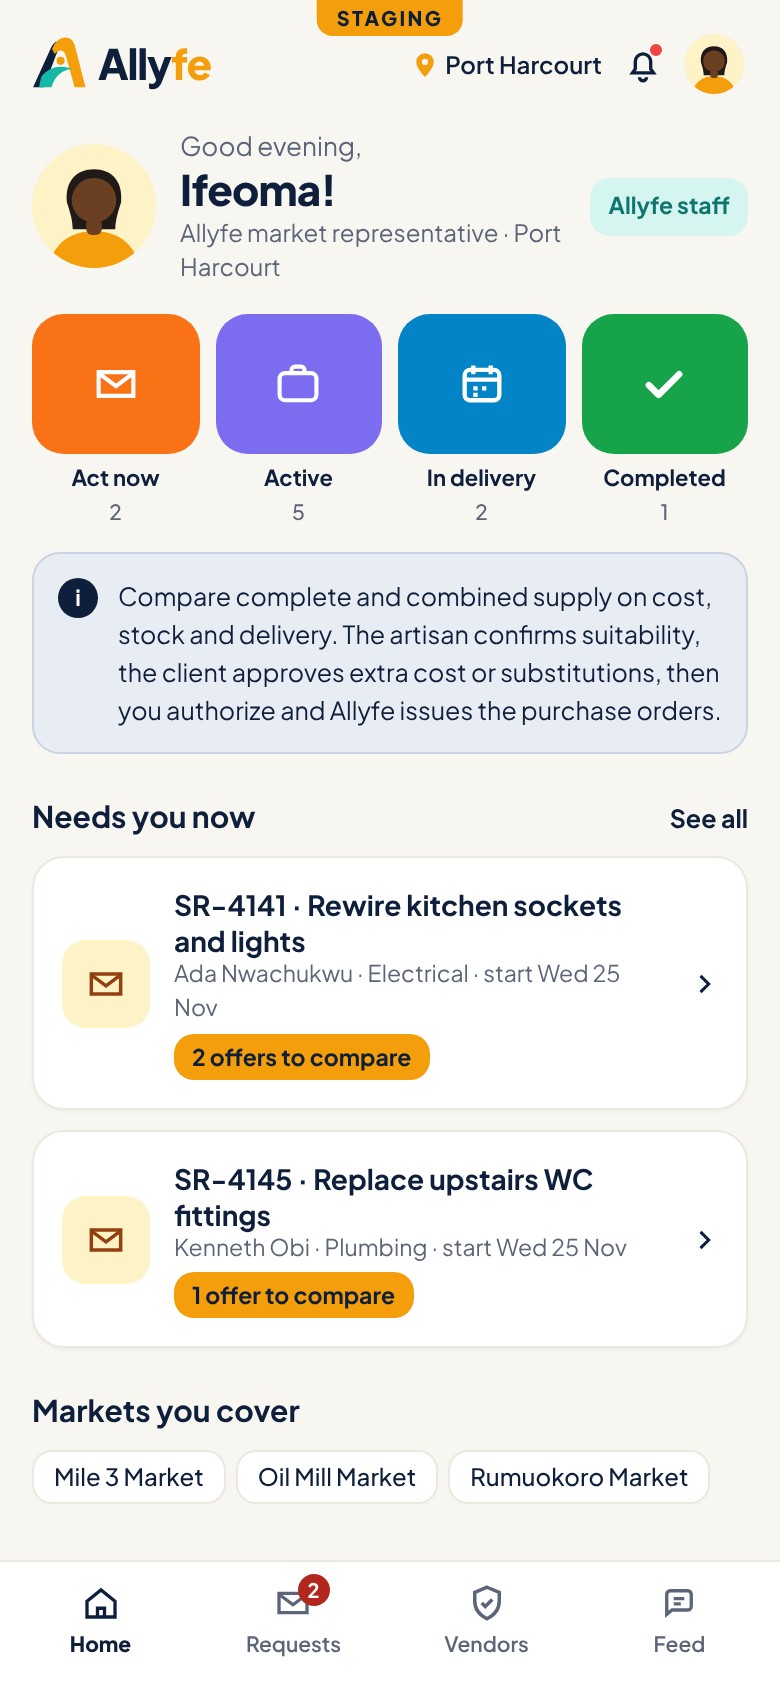 STAGING
Allyfe
Port Harcourt
Good evening,
Ifeoma!
Allyfe market representative · Port
Harcourt
Allyfe staff
Act now
2
Active
5
In delivery
2
Completed
1
i
Compare complete and combined supply on cost,
stock and delivery. The artisan confirms suitability,
the client approves extra cost or substitutions, then
you authorize and Allyfe issues the purchase orders.
Needs you now
See all
SR-4141 · Rewire kitchen sockets
and lights
Ada Nwachukwu · Electrical · start Wed 25
Nov
2 offers to compare
SR-4145 · Replace upstairs WC
fittings
Kenneth Obi · Plumbing · start Wed 25 Nov
1 offer to compare
Markets you cover
Mile 3 Market
Oil Mill Market
Rumuokoro Market
Home
2
Requests
Vendors
Feed